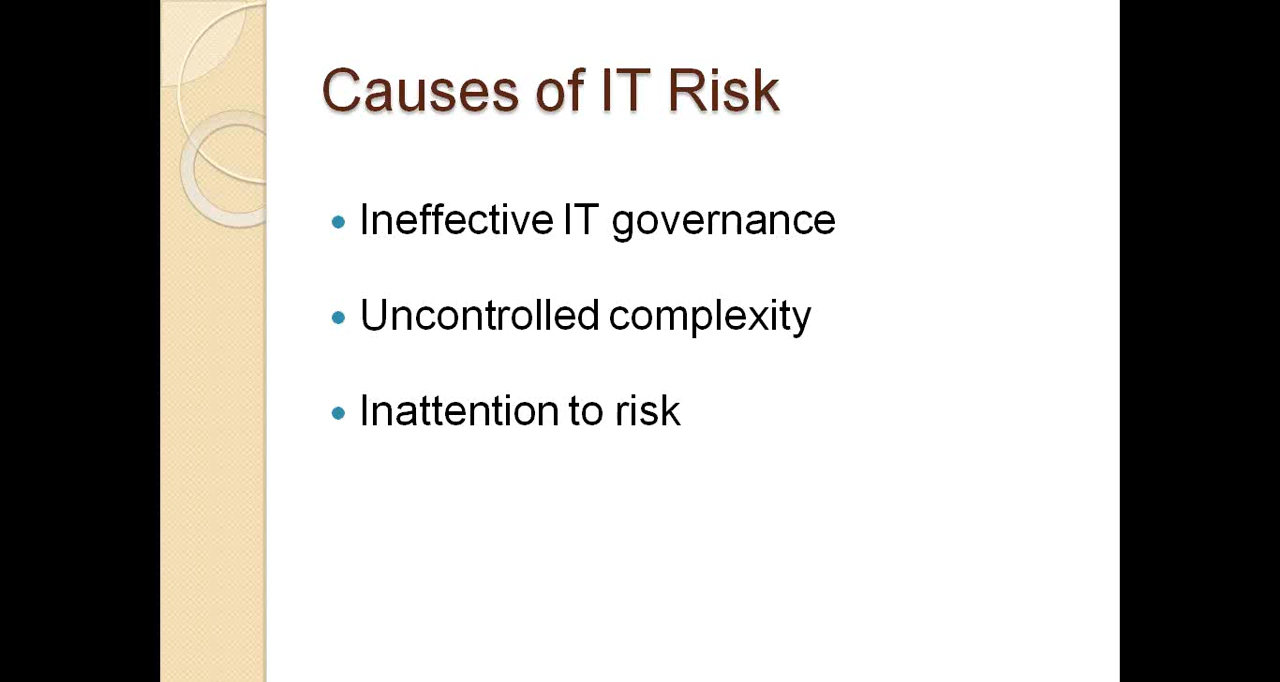 Causes of IT Risk
• Ineffective IT governance
• Uncontrolled complexity
• Inattention to risk